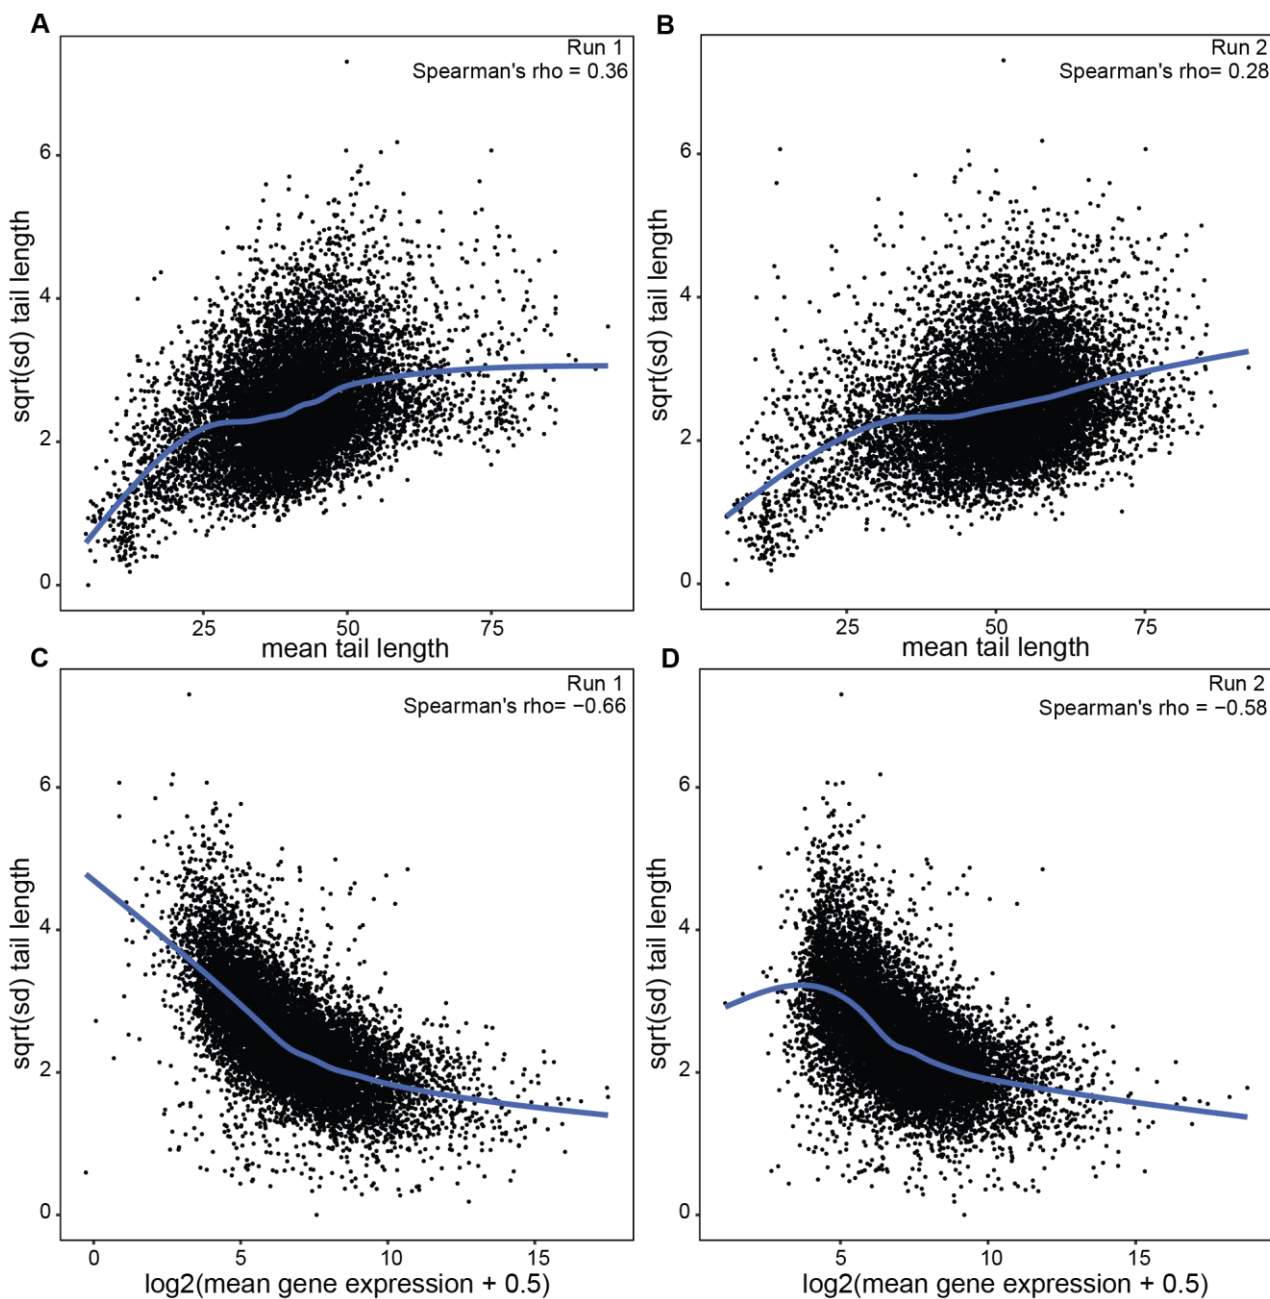 A
Run 1
Spearman's rho = 0.36
sqrt(sd) tail length
6
4
2
0
25 50 75
mean tail length
B
Run 2
Spearman's rho= 0.28
sqrt(sd) tail length
6
4
2
0
25 50 75
mean tail length
C
Run 1
Spearman's rho= −0.66
sqrt(sd) tail length
6
4
2
0
0 5 10 15
log2(mean gene expression + 0.5)
D
Run 2
Spearman's rho = −0.58
sqrt(sd) tail length
6
4
2
0
5 10 15
log2(mean gene expression + 0.5)